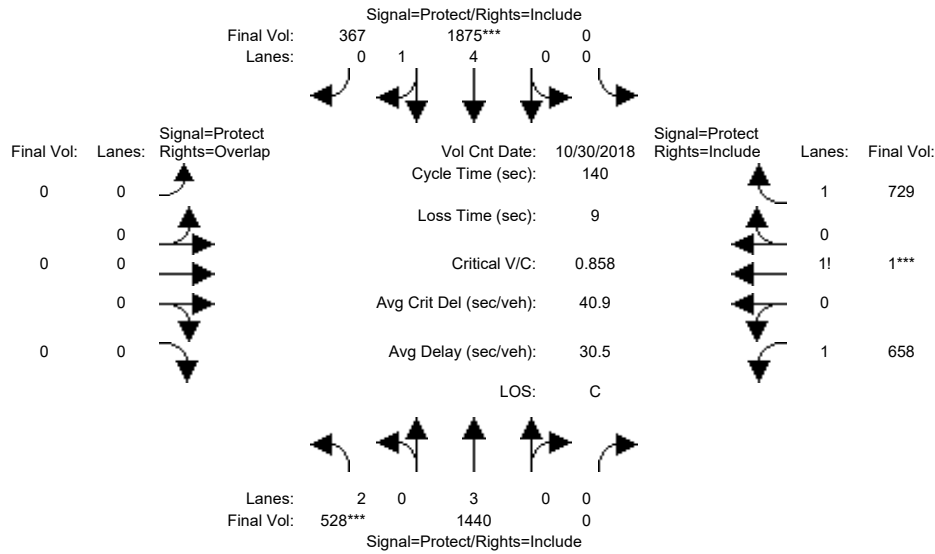 Signal=Protect/Rights=Include
Final Vol: 367 1875*** 0
Lanes: 0 1 4 0 0
Signal=Protect Signal=Protect
Final Vol: Lanes: Rights=Overlap Vol Cnt Date: 10/30/2018 Rights=Include Lanes: Final Vol:
Cycle Time (sec): 140
0 0 1 729
Loss Time (sec): 9
0 0
0 0 Critical V/C: 0.858 1! 1***
0 Avg Crit Del (sec/veh): 40.9 0
0 0 Avg Delay (sec/veh): 30.5 1 658
LOS: C
Lanes: 2 0 3 0 0
Final Vol: 528*** 1440 0
Signal=Protect/Rights=Include